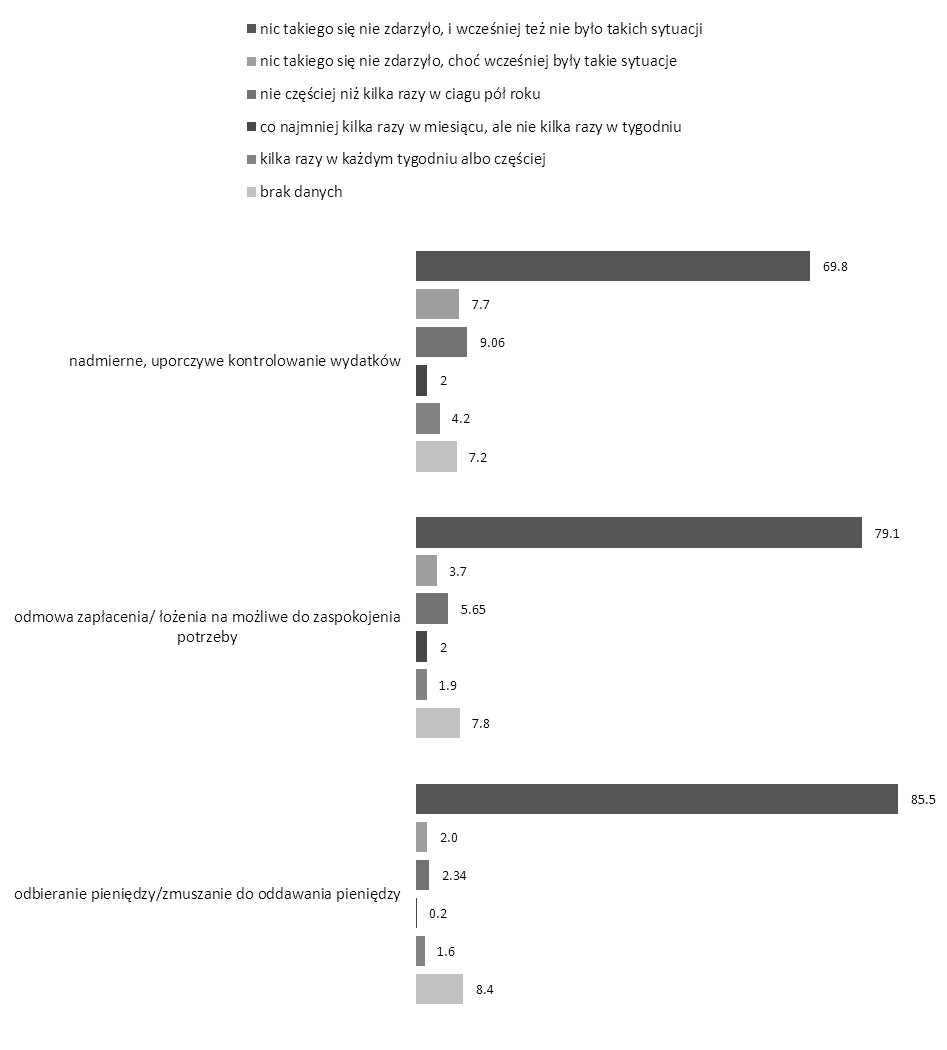 nic takiego się nie zdarzyło, i wcześniej też nie było takich sytuacji
nic takiego się nie zdarzyło, choć wcześniej były takie sytuacje
nie częściej niż kilka razy w ciagu pół roku
co najmniej kilka razy w miesiącu, ale nie kilka razy w tygodniu
kilka razy w każdym tygodniu albo częściej
brak danych
69.8
7.7
9.06
nadmierne, uporczywe kontrolowanie wydatków
2
4.2
7.2
79.1
3.7
5.65
odmowa zapłacenia/ łożenia na możliwe do zaspokojenia
potrzeby
2
1.9
7.8
85.5
2.0
2.34
odbieranie pieniędzy/zmuszanie do oddawania pieniędzy
0.2
1.6
8.4